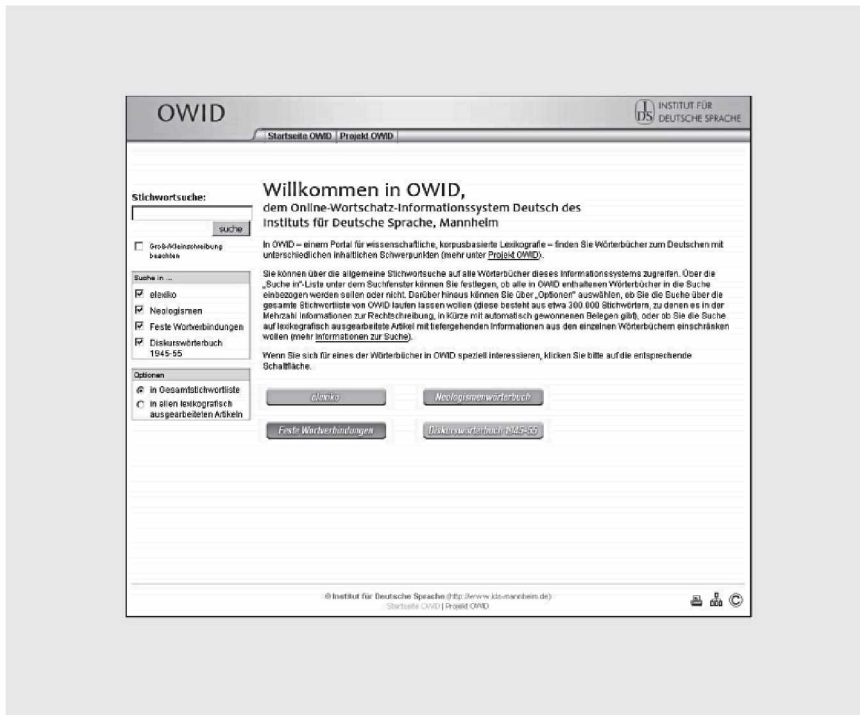 OWID
INSTITUT FÜR
DEUTSCHE SPRACHE
IDS
Startseite OWID | Projekt OWID
Stichwortsuche:
suche
Groß-/Kleinschreibung
beachten
Suche in ...
elexiko
Neologismen
Feste Wortverbindungen
Diskurswörterbuch
1945-55
Optionen
in Gesamtstichwortliste
in allen lexikografisch
ausgearbeiteten Artikeln
Willkommen in OWID,
dem Online-Wortschatz-Informationssystem Deutsch des
Instituts für Deutsche Sprache, Mannheim
In OWID – einem Portal für wissenschaftliche, korpusbasierte Lexikografie – finden Sie Wörterbücher zum Deutschen mit
unterschiedlichen inhaltlichen Schwerpunkten (mehr unter Projekt OWID).
Sie können über die allgemeine Stichwortsuche auf alle Wörterbücher dieses Informationssystems zugreifen. Über die
„Suche in“-Liste unter dem Suchfenster können Sie festlegen, ob alle in OWID enthaltenen Wörterbücher in die Suche
einbezogen werden sollen oder nicht. Darüber hinaus können Sie über „Optionen“ auswählen, ob Sie die Suche über die
gesamte Stichwortliste von OWID laufen lassen wollen (diese besteht aus etwa 300.000 Stichwörtern, zu denen es in der
Mehrzahl Informationen zur Rechtschreibung, in Kürze mit automatisch gewonnenen Belegen gibt), oder ob Sie die Suche
auf lexikografisch ausgearbeitete Artikel mit tiefergehenden Informationen aus den einzelnen Wörterbüchern einschränken
wollen (mehr Informationen zur Suche).
Wenn Sie sich für eines der Wörterbücher in OWID speziell interessieren, klicken Sie bitte auf die entsprechende
Schaltfläche.
elexiko
Neologismenwörterbuch
Feste Wortverbindungen
Diskurswörterbuch 1945-55
© Institut für Deutsche Sprache (http://www.ids-mannheim.de)
Startseite OWID | Projekt OWID
©